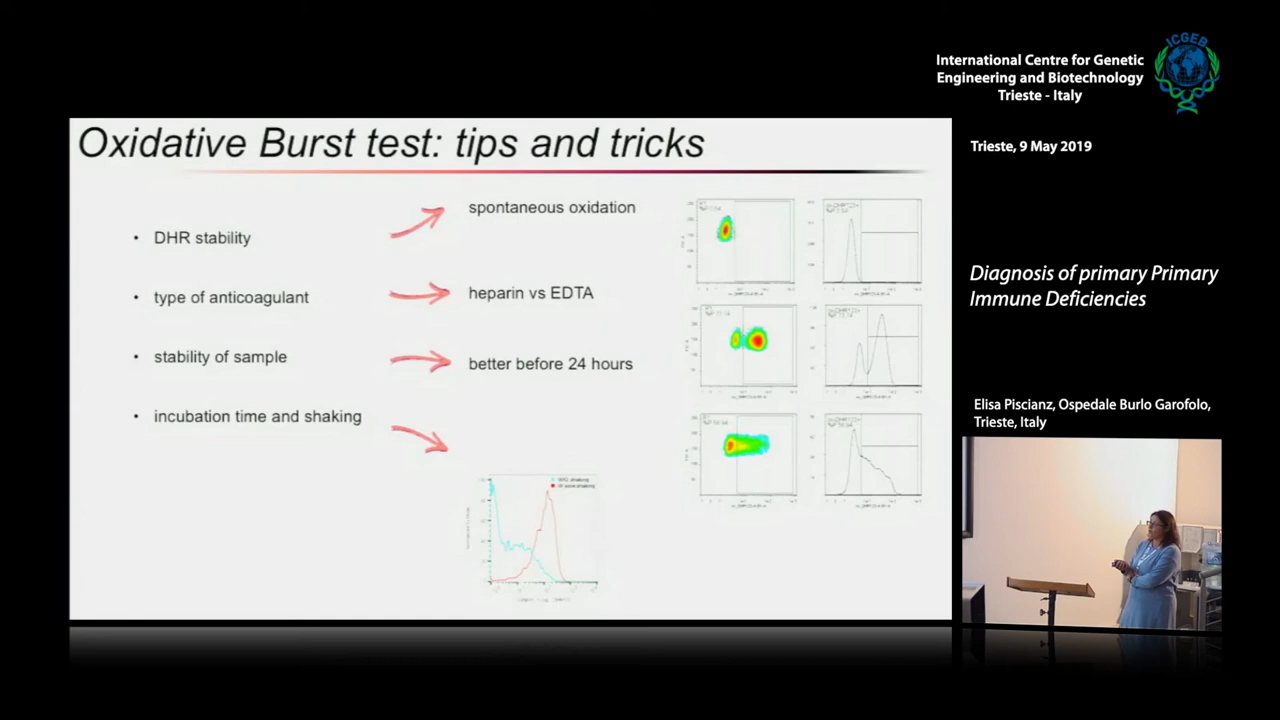 ICGEB
International Centre for Genetic
Engineering and Biotechnology
Trieste - Italy
Trieste, 9 May 2019
Diagnosis of primary Primary
Immune Deficiencies
Elisa Piscianz, Ospedale Burlo Garofolo,
Trieste, Italy
Oxidative Burst test: tips and tricks
• DHR stability
spontaneous oxidation
• type of anticoagulant
heparin vs EDTA
• stability of sample
better before 24 hours
• incubation time and shaking